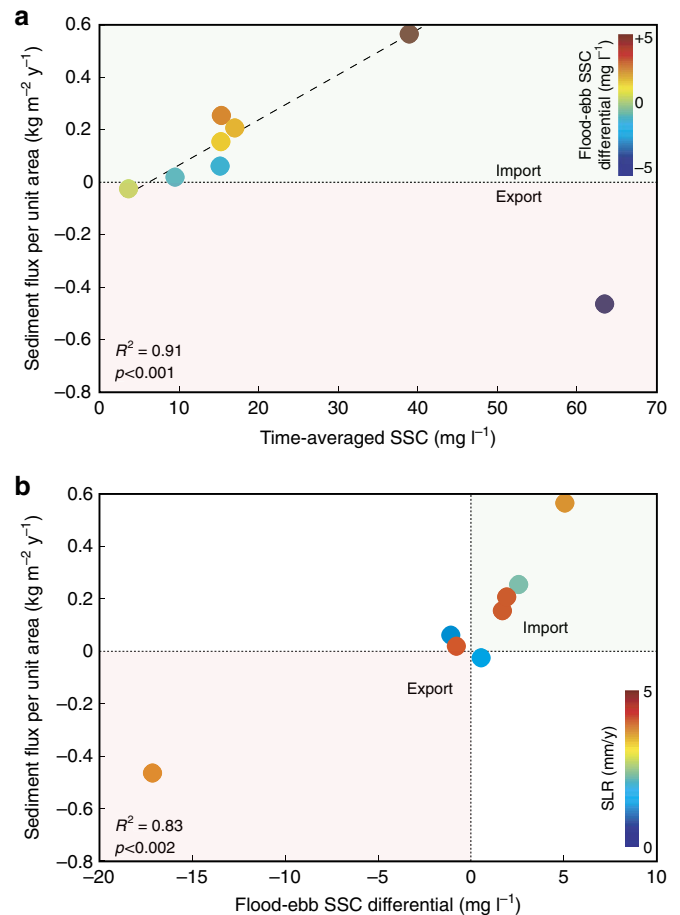 a
Sediment flux per unit area (kg m⁻² y⁻¹)
0.6
0.4
0.2
0
−0.2
−0.4
−0.6
−0.8
Flood-ebb SSC
differential (mg l⁻¹)
+5
0
−5
Import
Export
R² = 0.91
p<0.001
0 10 20 30 40 50 60 70
Time-averaged SSC (mg l⁻¹)
b
Sediment flux per unit area (kg m⁻² y⁻¹)
0.6
0.4
0.2
0
−0.2
−0.4
−0.6
−0.8
Import
Export
SLR (mm/y)
5
0
R² = 0.83
p<0.002
−20 −15 −10 −5 0 5 10
Flood-ebb SSC differential (mg l⁻¹)